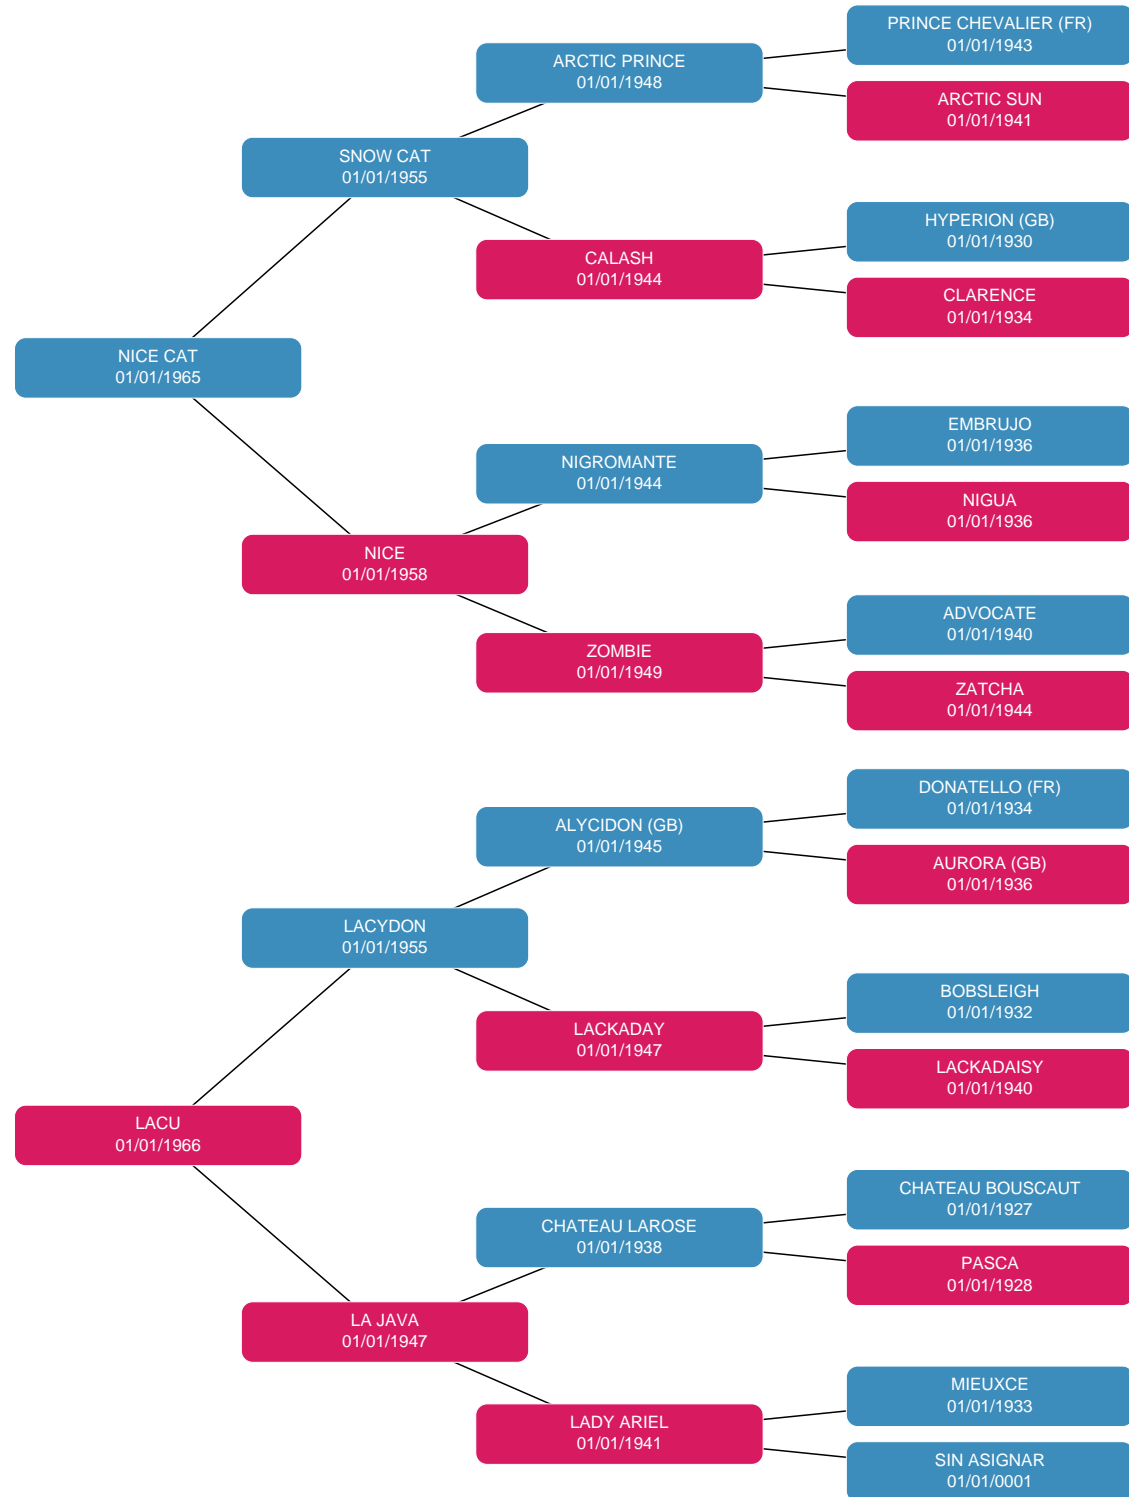 PRINCE CHEVALIER (FR)
01/01/1943
ARCTIC PRINCE
01/01/1948
ARCTIC SUN
01/01/1941
SNOW CAT
01/01/1955
HYPERION (GB)
01/01/1930
CALASH
01/01/1944
CLARENCE
01/01/1934
NICE CAT
01/01/1965
EMBRUJO
01/01/1936
NIGROMANTE
01/01/1944
NIGUA
01/01/1936
NICE
01/01/1958
ADVOCATE
01/01/1940
ZOMBIE
01/01/1949
ZATCHA
01/01/1944
DONATELLO (FR)
01/01/1934
ALYCIDON (GB)
01/01/1945
AURORA (GB)
01/01/1936
LACYDON
01/01/1955
BOBSLEIGH
01/01/1932
LACKADAY
01/01/1947
LACKADAISY
01/01/1940
LACU
01/01/1966
CHATEAU BOUSCAUT
01/01/1927
CHATEAU LAROSE
01/01/1938
PASCA
01/01/1928
LA JAVA
01/01/1947
MIEUXCE
01/01/1933
LADY ARIEL
01/01/1941
SIN ASIGNAR
01/01/0001